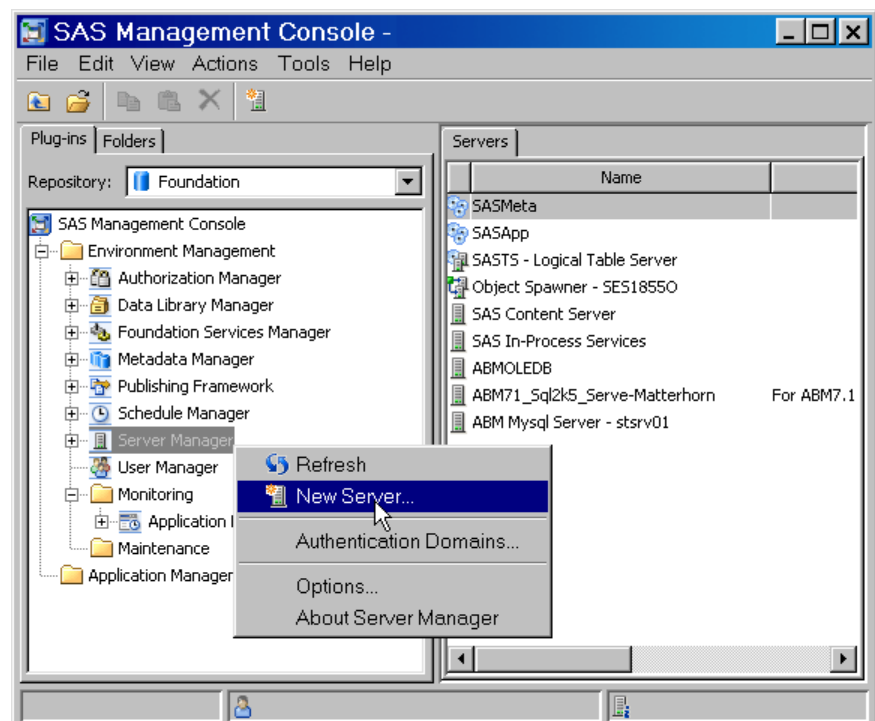 SAS Management Console -
File Edit View Actions Tools Help
Plug-ins Folders
Repository: Foundation
SAS Management Console
Environment Management
Authorization Manager
Data Library Manager
Foundation Services Manager
Metadata Manager
Publishing Framework
Schedule Manager
Server Manager
User Manager
Monitoring
Application
Maintenance
Application Manager
Refresh
New Server...
Authentication Domains...
Options...
About Server Manager
Servers
Name
SASMeta
SASApp
SASTS - Logical Table Server
Object Spawner - SES1855O
SAS Content Server
SAS In-Process Services
ABMOLEDB
ABM71_Sql2k5_Serve-Matterhorn For ABM7.1
ABM Mysql Server - stsrv01